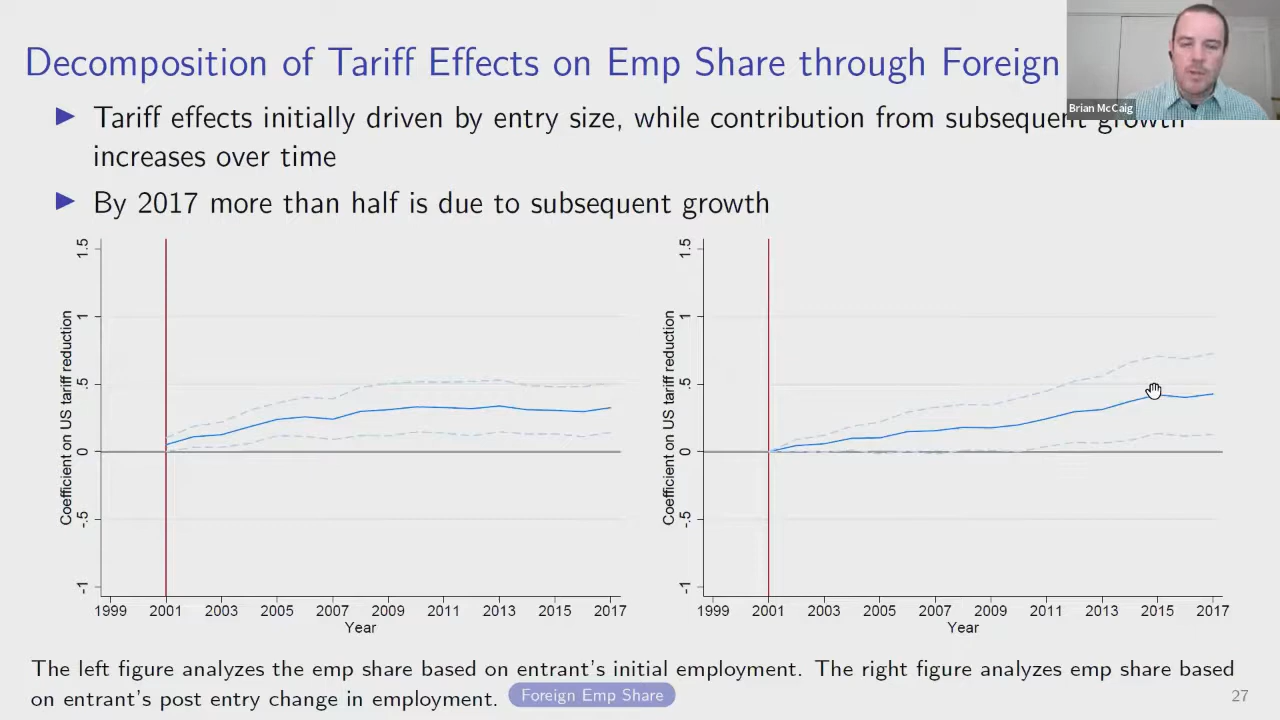 Decomposition of Tariff Effects on Emp Share through Foreign
Brian McCaig
▶ Tariff effects initially driven by entry size, while contribution from subsequent growth
increases over time
▶ By 2017 more than half is due to subsequent growth
Coefficient on US tariff reduction
1.5
1
.5
0
-.5
-1
1999 2001 2003 2005 2007 2009 2011 2013 2015 2017
Year
Coefficient on US tariff reduction
1.5
1
.5
0
-.5
-1
1999 2001 2003 2005 2007 2009 2011 2013 2015 2017
Year
The left figure analyzes the emp share based on entrant's initial employment. The right figure analyzes emp share based
on entrant's post entry change in employment. Foreign Emp Share
27